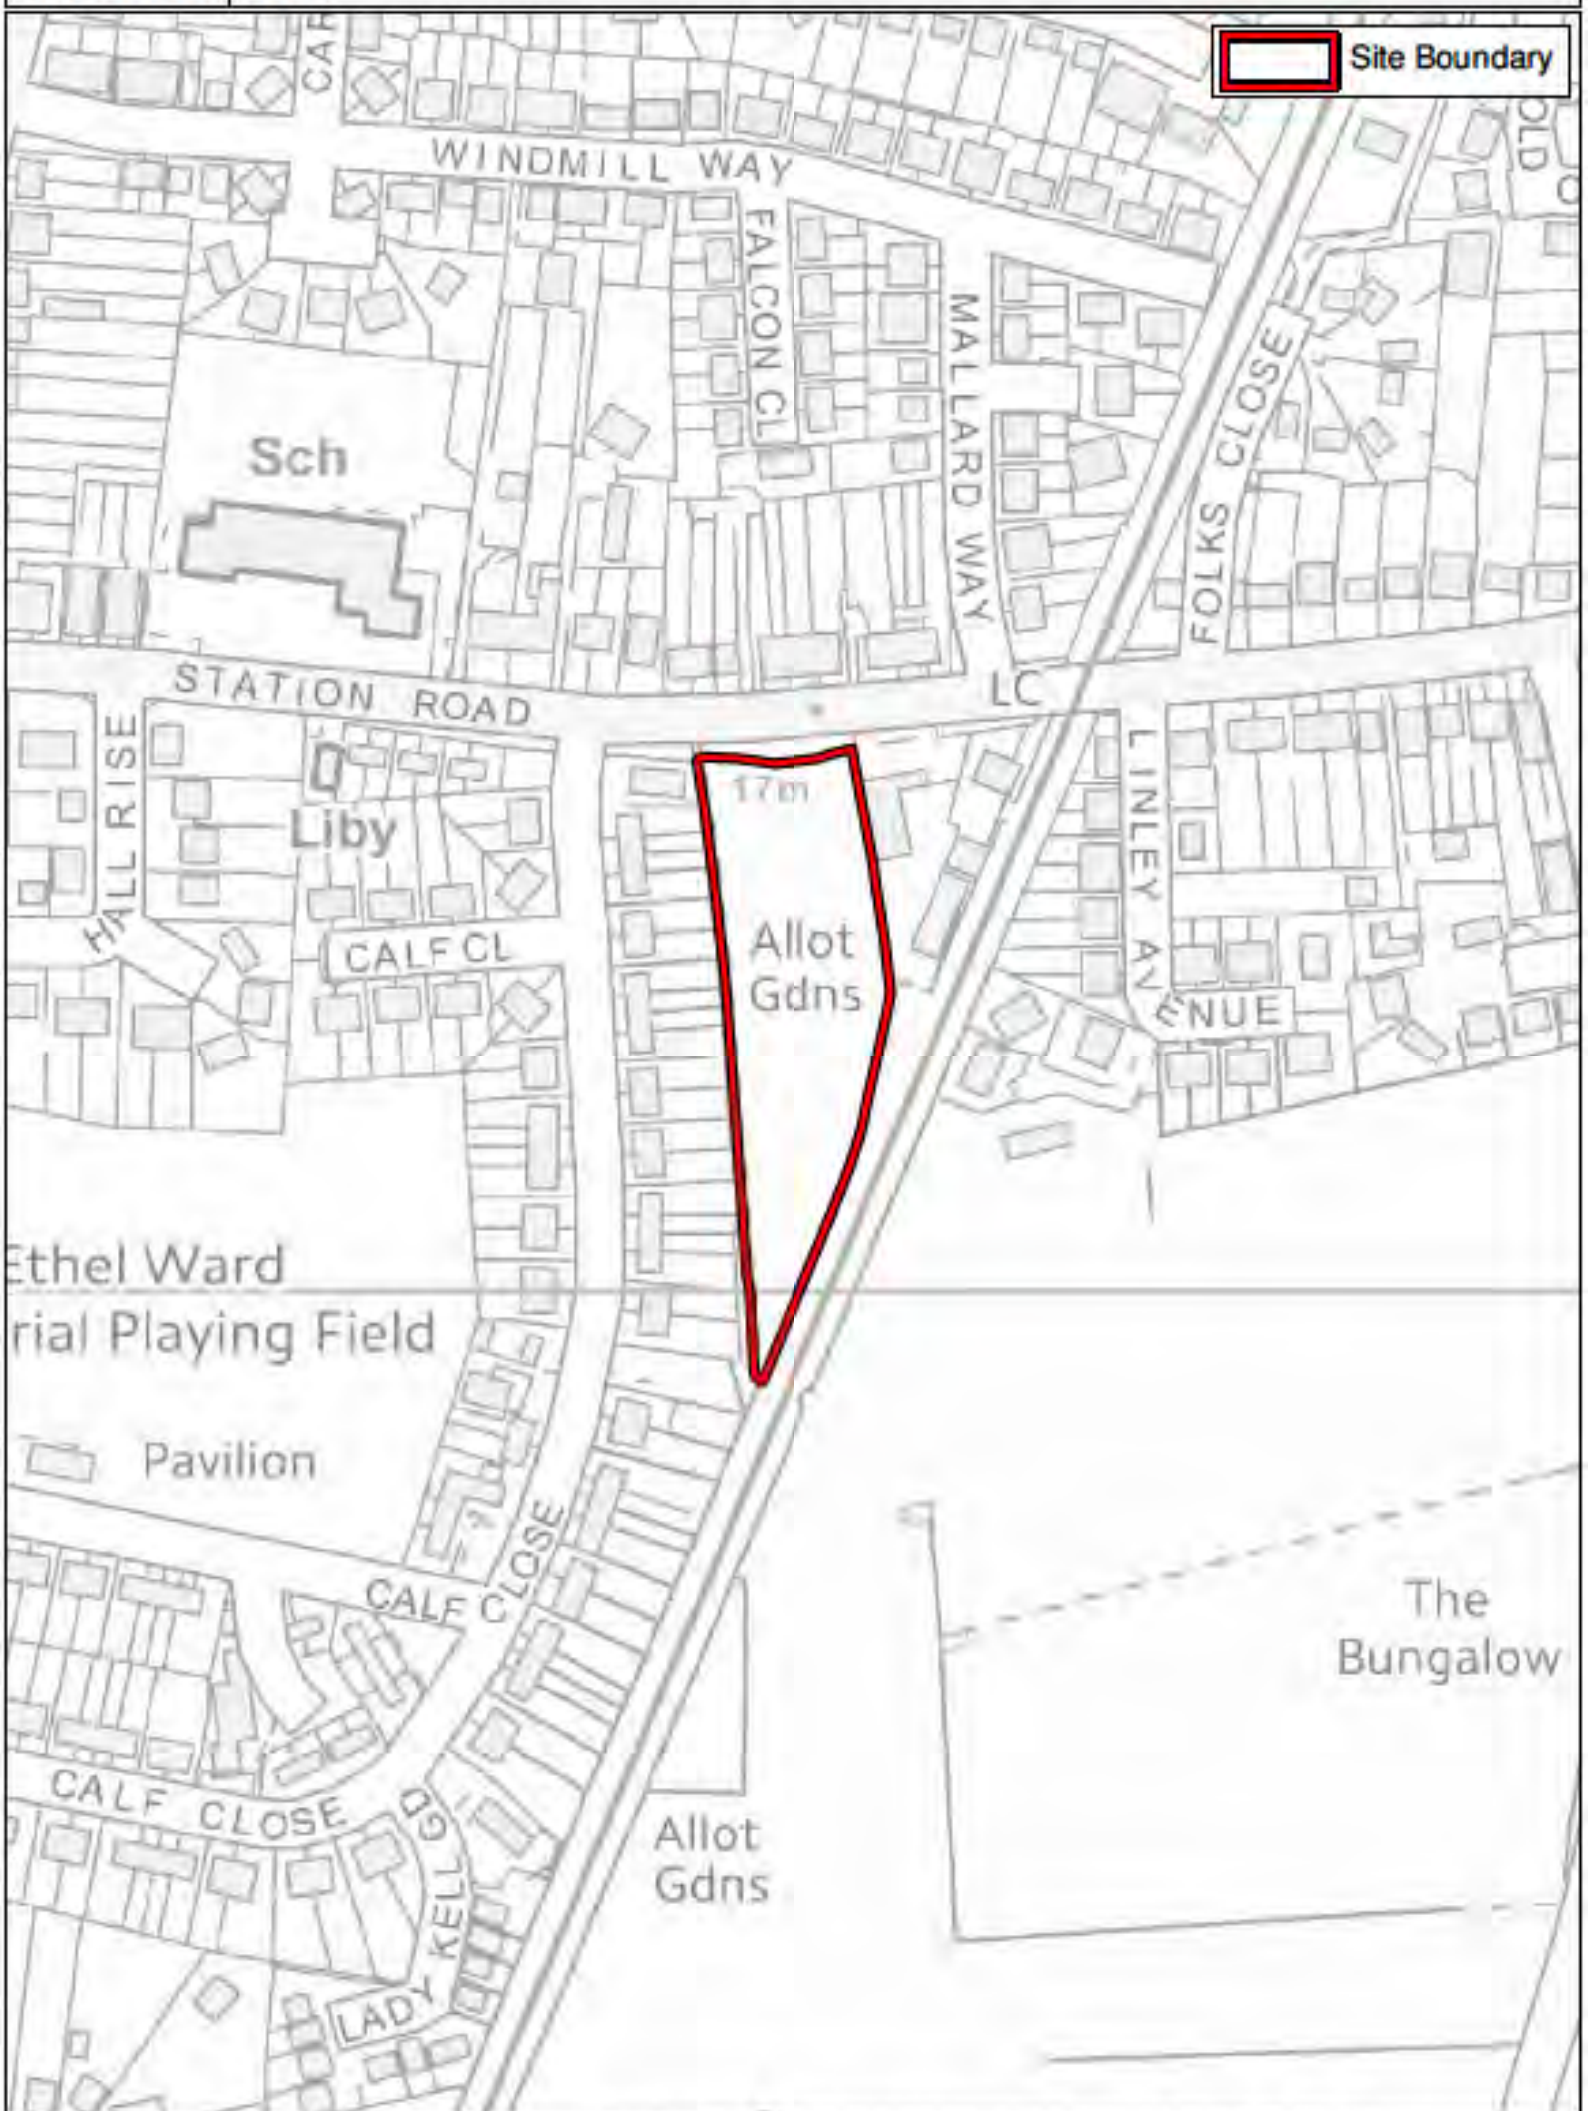 Site Boundary
CAR
OLD
WINDMILL WAY
FALCON CL
MALLARD WAY
FOLKS CLOSE
Sch
STATION ROAD
LC
HALL RISE
LINLEY AVENUE
17m
Liby
CALF CL
Allot
Gdns
Ethel Ward
rial Playing Field
Pavilion
CALF CLOSE
The
Bungalow
CALF CLOSE
Allot
Gdns
LADY KELL GD